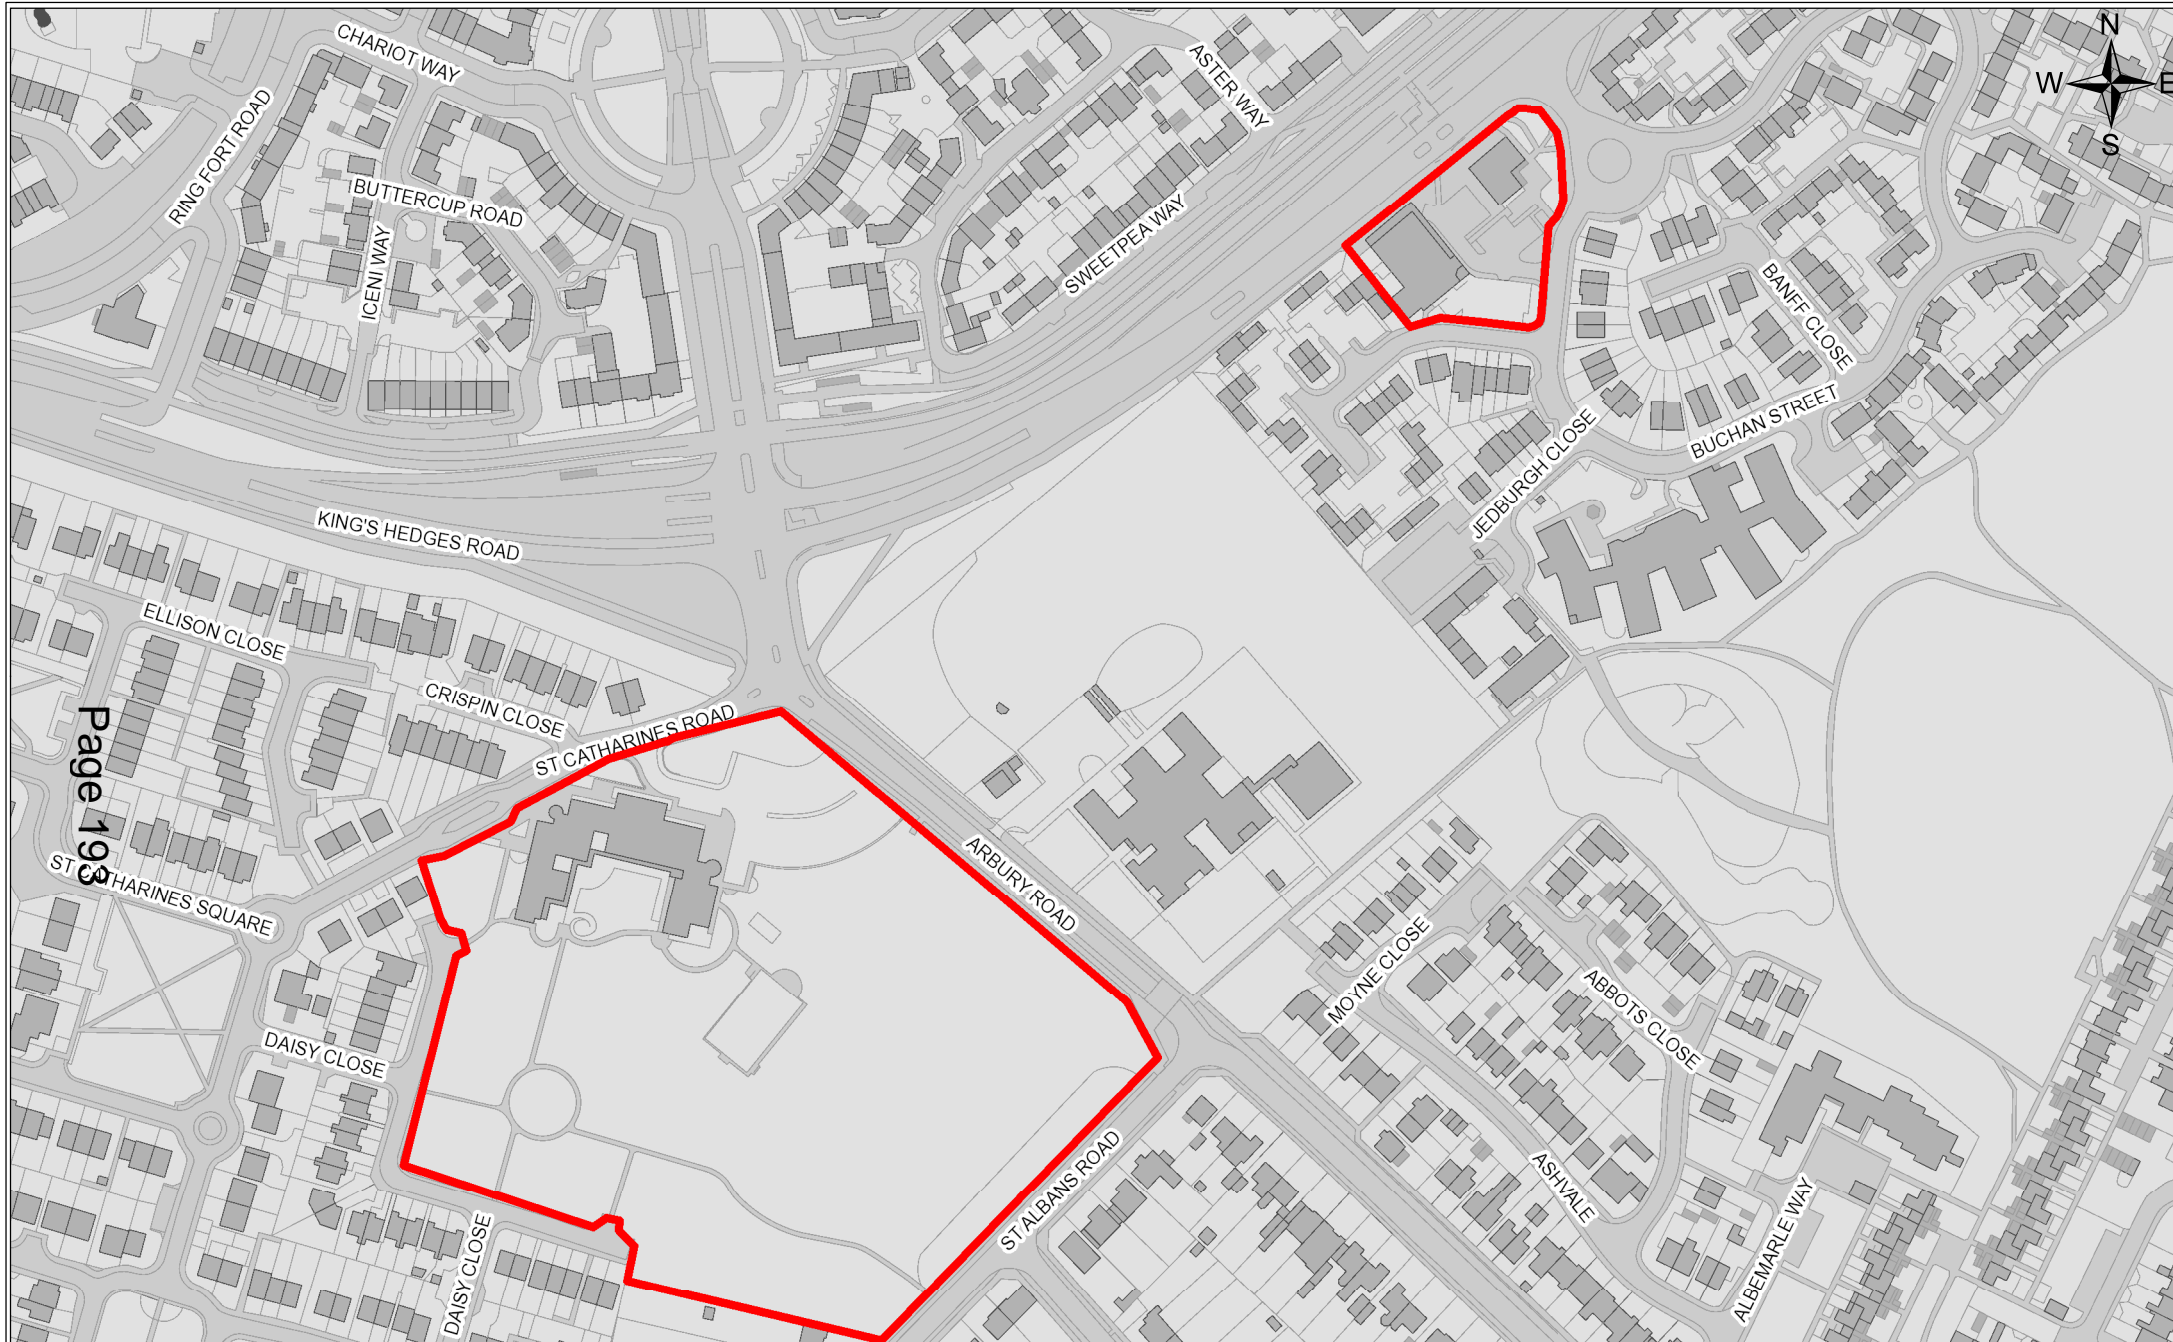 N
CHARIOT WAY
ASTER WAY
W
E
RING FORT ROAD
S
BUTTERCUP ROAD
ICENI WAY
SWEETPEA WAY
BANFF CLOSE
BUCHAN STREET
JEDBURGH CLOSE
KING'S HEDGES ROAD
ELLISON CLOSE
CRISPIN CLOSE
ST CATHARINES ROAD
Page 193
ST CATHARINES SQUARE
ARBURY ROAD
MOYNE CLOSE
ABBOTS CLOSE
DAISY CLOSE
ST ALBANS ROAD
ASHVALE
ALBEMARLE WAY
DAISY CLOSE